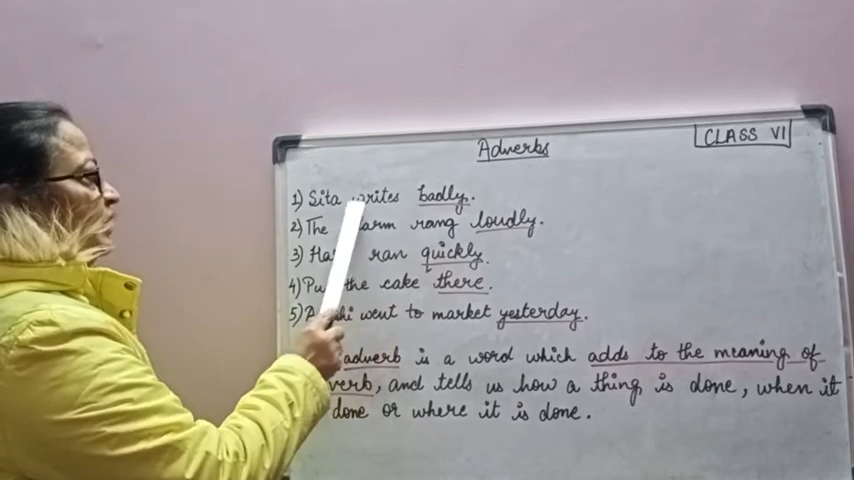 Adverbs
CLASS VI
1) Sita writes badly.
2) The rang loudly.
3) ran quickly.
4) the cake there.
5) went to market yesterday.
adverb is a word which adds to the meaning of
verb, and tells us how a thing is done, when it
done or where it is done.